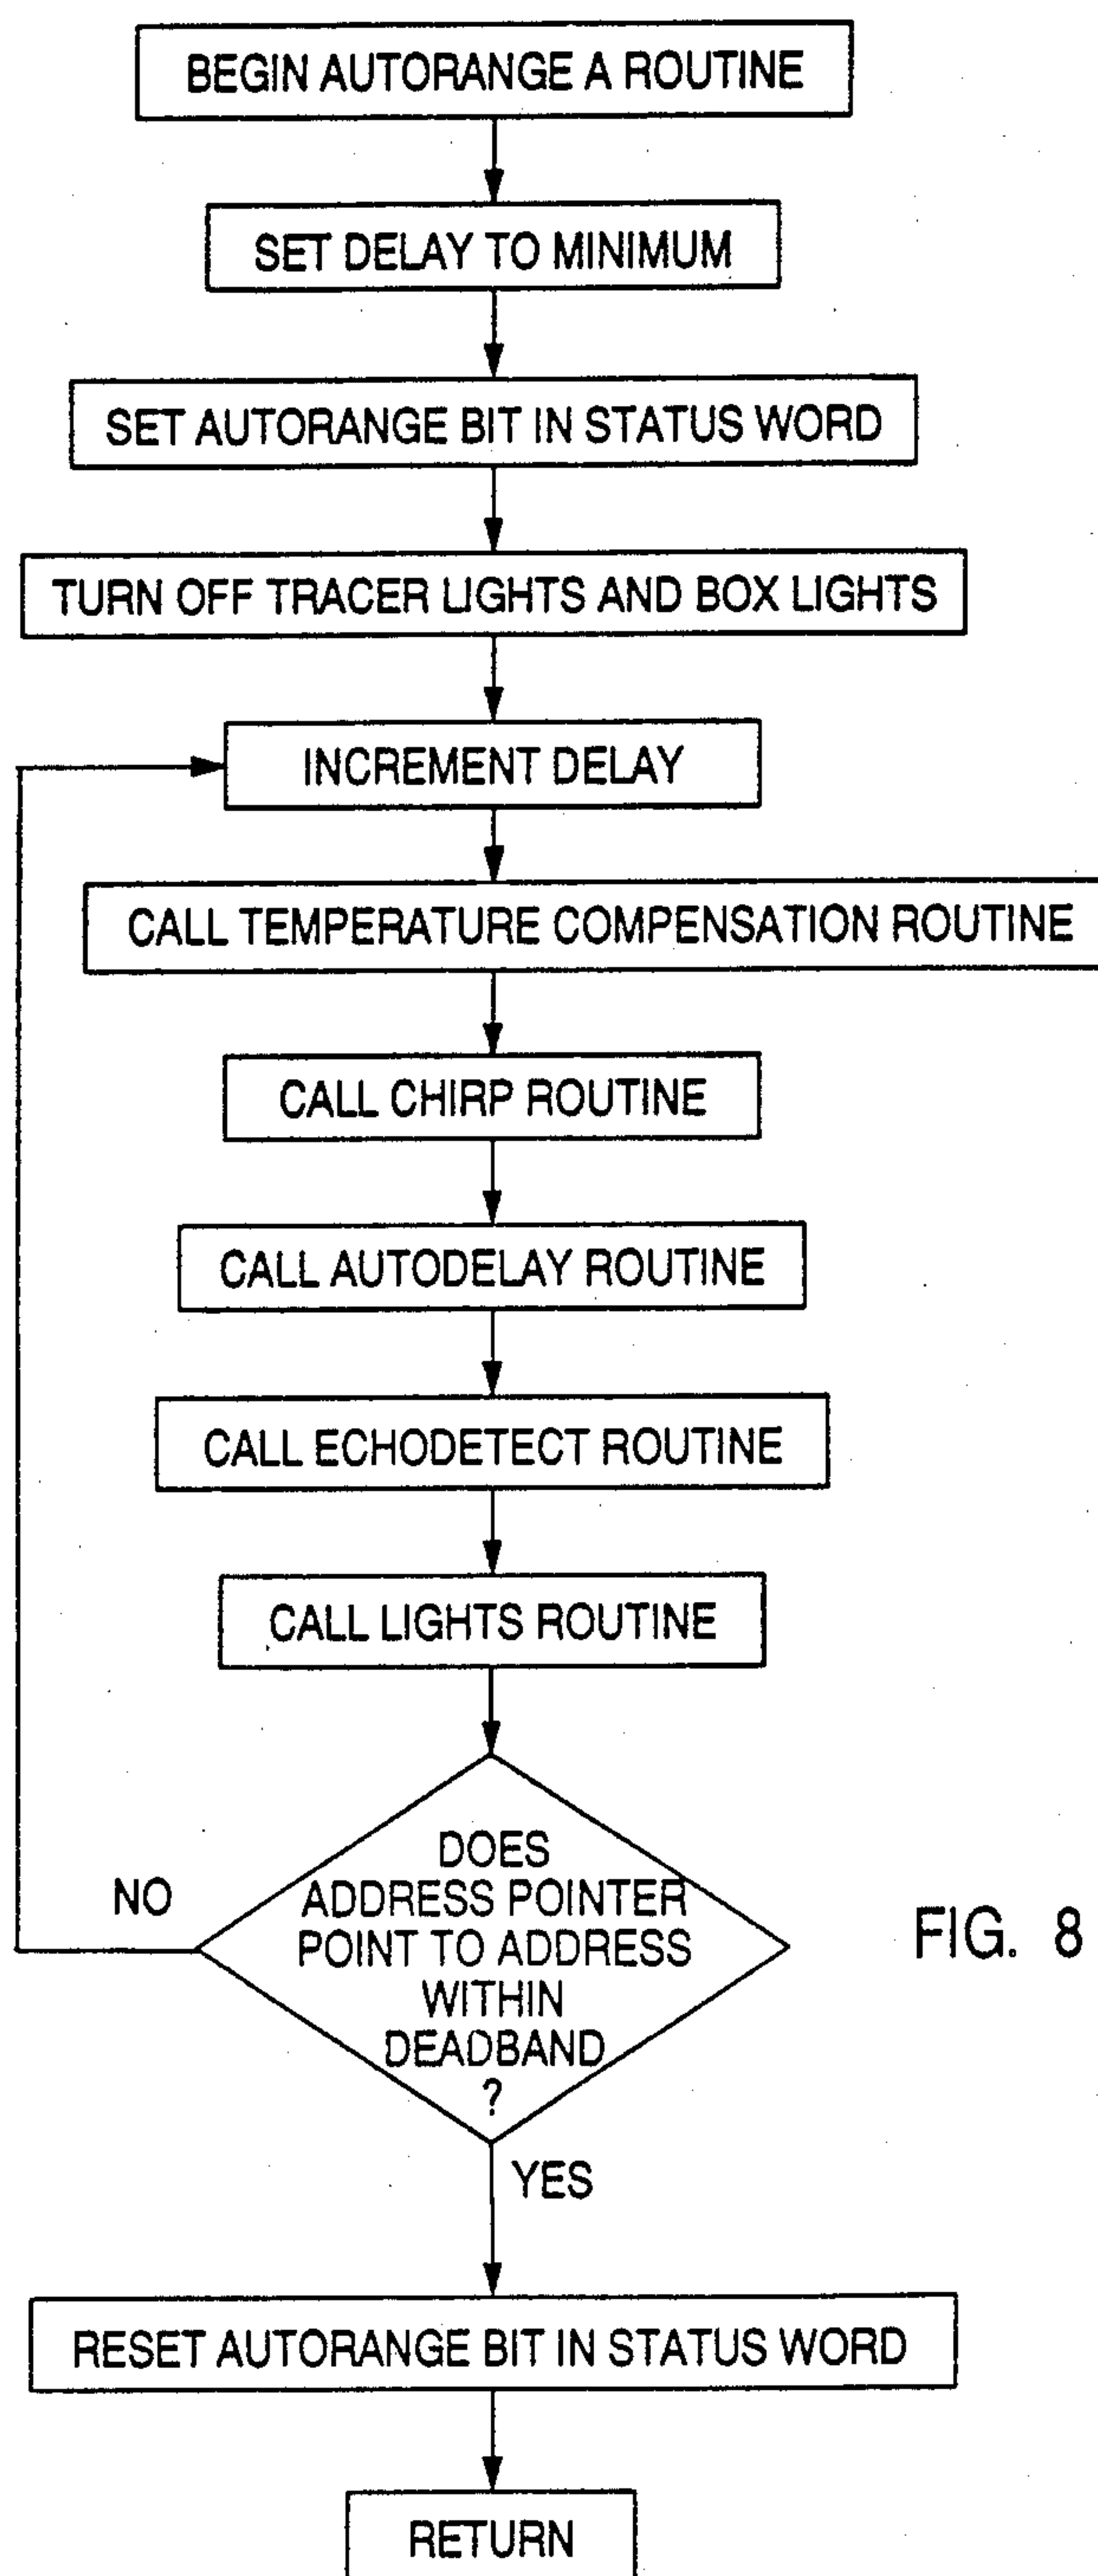 BEGIN AUTORANGE A ROUTINE
SET DELAY TO MINIMUM
SET AUTORANGE BIT IN STATUS WORD
TURN OFF TRACER LIGHTS AND BOX LIGHTS
INCREMENT DELAY
CALL TEMPERATURE COMPENSATION ROUTINE
CALL CHIRP ROUTINE
CALL AUTODELAY ROUTINE
CALL ECHODETECT ROUTINE
CALL LIGHTS ROUTINE
DOES
ADDRESS POINTER
POINT TO ADDRESS
WITHIN
DEADBAND
?
NO
FIG. 8
YES
RESET AUTORANGE BIT IN STATUS WORD
RETURN